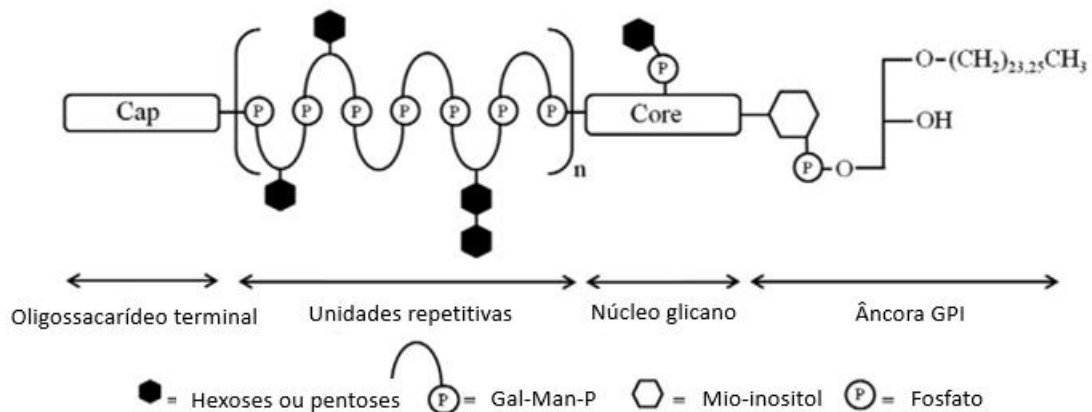 Cap
P P P P P P P
n
P
Core
P
O
O-(CH₂)₂₃,₂₅CH₃
OH
Oligossacarídeo terminal
Unidades repetitivas
Núcleo glicano
Âncora GPI
= Hexoses ou pentoses
P = Gal-Man-P
= Mio-inositol
P = Fosfato